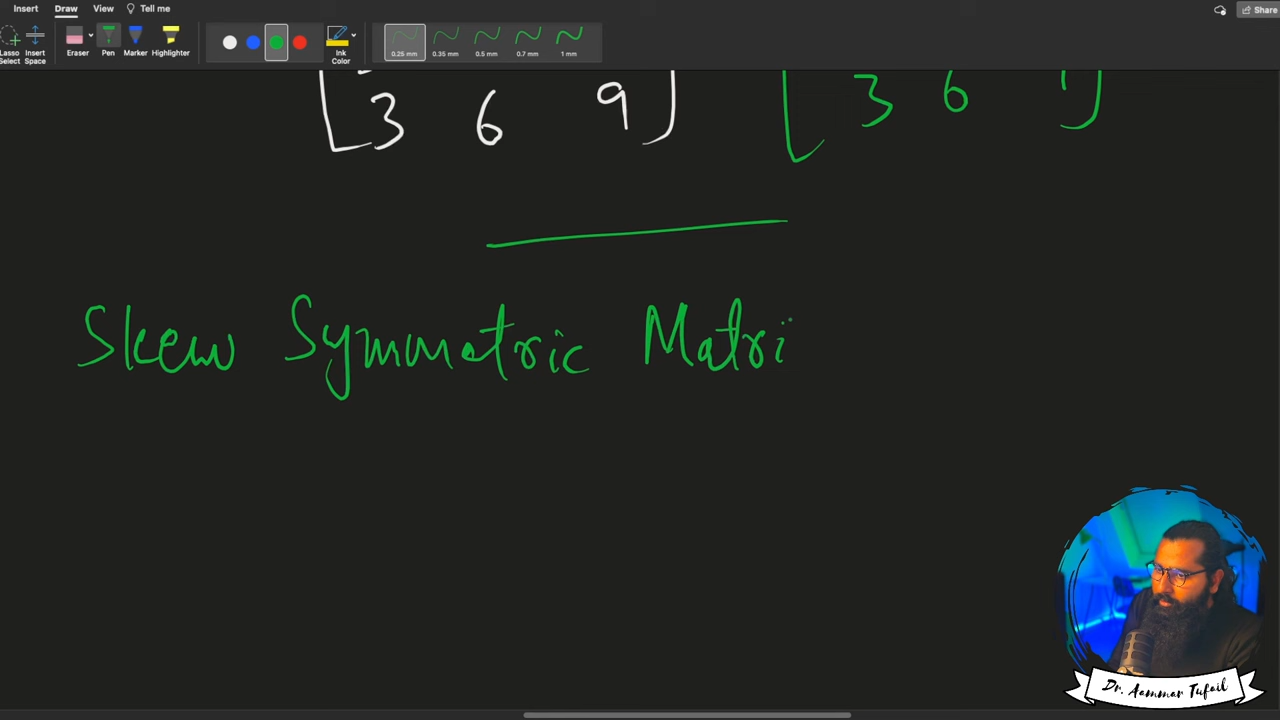 Insert Draw View Tell me
Share
Lasso Select
Insert Space
Eraser
Pen
Marker
Highlighter
Ink Color
0.25 mm
0.35 mm
0.5 mm
0.7 mm
1 mm
3 6 9
3 6
Skew Symmetric Matri
Dr. Aammar Tufail